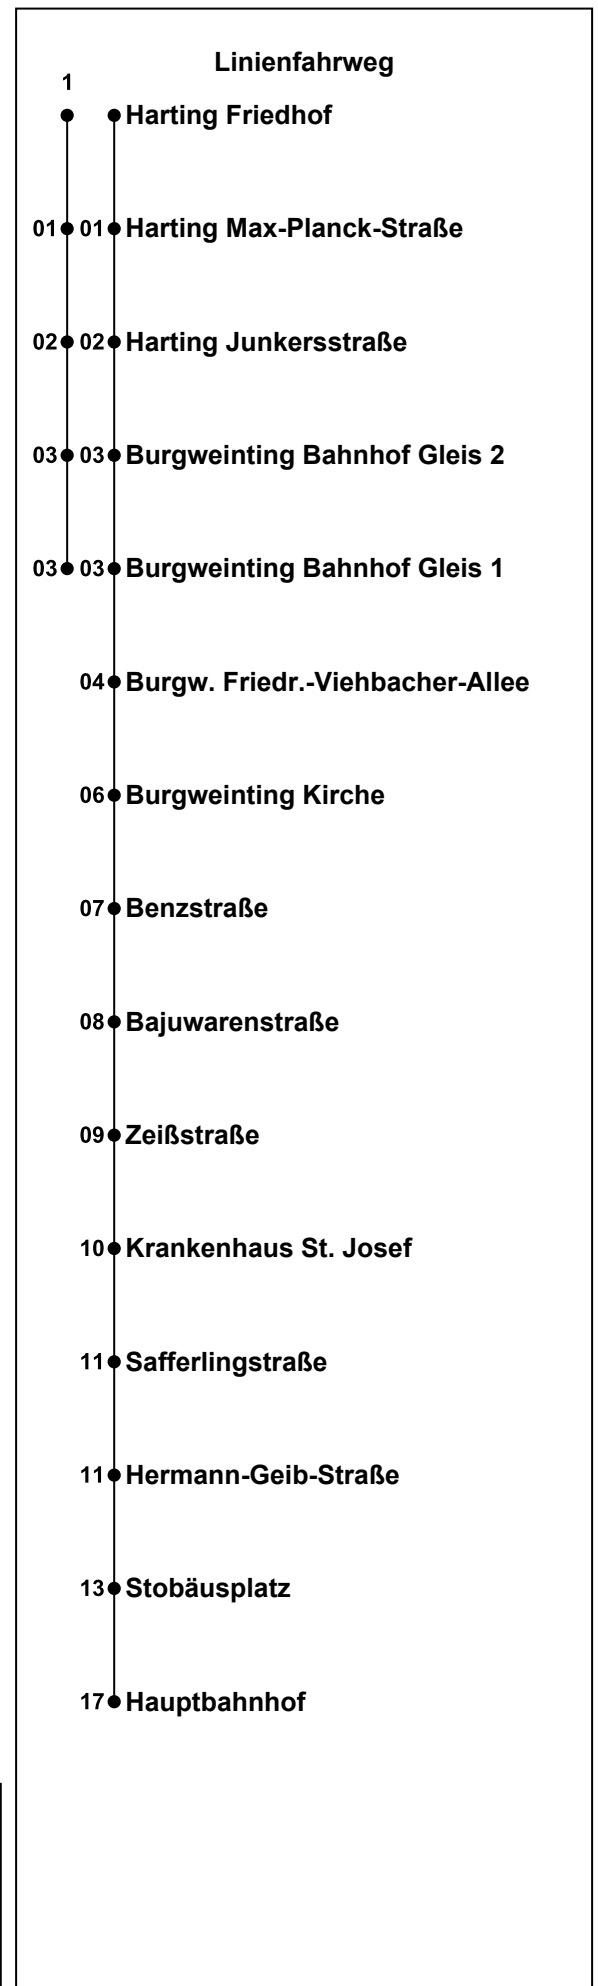 Linienfahrweg
1
Harting Friedhof
01 01 Harting Max-Planck-Straße
02 02 Harting Junkersstraße
03 03 Burgweinting Bahnhof Gleis 2
03 03 Burgweinting Bahnhof Gleis 1
04 Burgw. Friedr.-Viehbacher-Allee
06 Burgweinting Kirche
07 Benzstraße
08 Bajuwarenstraße
09 Zeißstraße
10 Krankenhaus St. Josef
11 Safferlingstraße
11 Hermann-Geib-Straße
13 Stobäusplatz
17 Hauptbahnhof